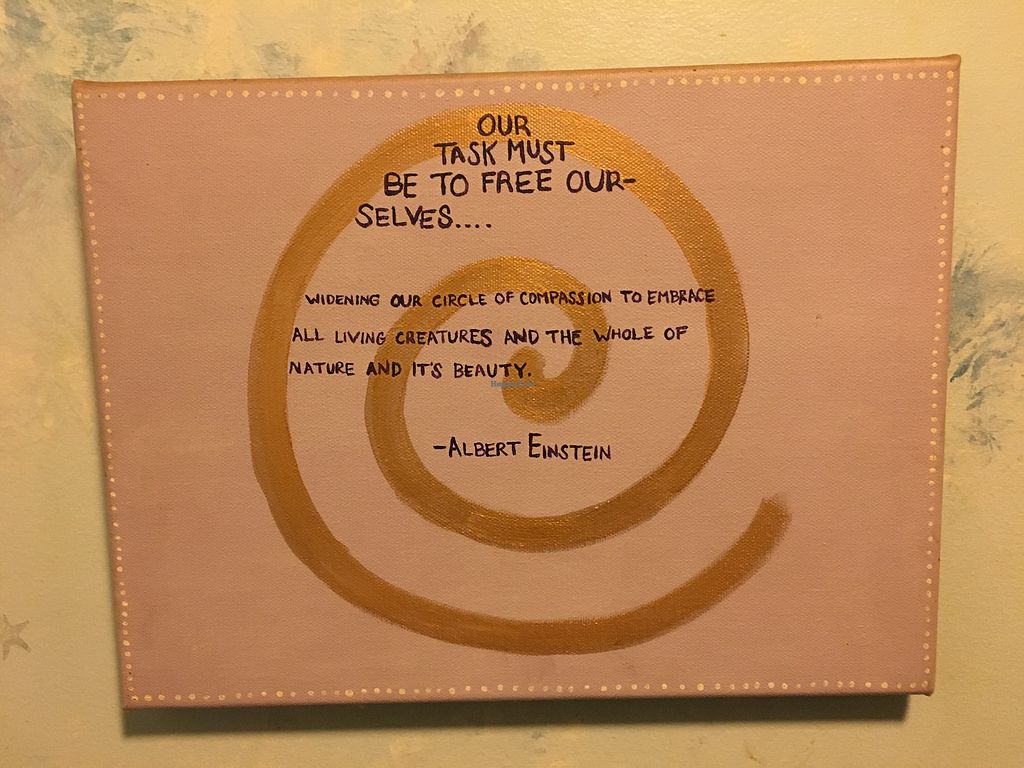 OUR
TASK MUST
BE TO FREE OUR-
SELVES....
WIDENING OUR CIRCLE OF COMPASSION TO EMBRACE
ALL LIVING CREATURES AND THE WHOLE OF
NATURE AND IT'S BEAUTY.
-ALBERT EINSTEIN